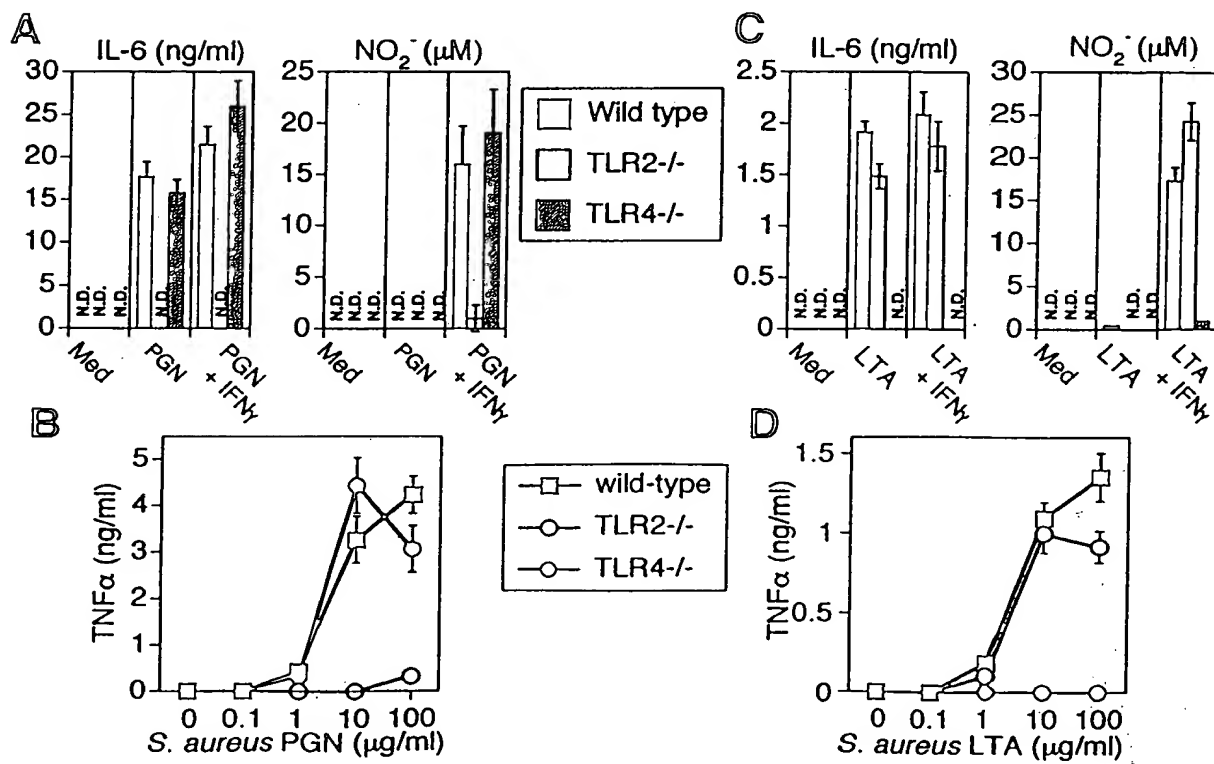 A
IL-6 (ng/ml)
NO2- (μM)
30
25
20
15
10
5
0
N.D. N.D. N.D. N.D.
Med
PGN
PGN + IFNγ
25
20
15
10
5
0
N.D. N.D. N.D. N.D. N.D. N.D.
Med
PGN
PGN + IFNγ
Wild type
TLR2-/-
TLR4-/-
C
IL-6 (ng/ml)
NO2- (μM)
2.5
2
1.5
1
0.5
0
N.D. N.D. N.D. N.D. N.D.
Med
LTA
LTA + IFNγ
30
25
20
15
10
5
0
N.D. N.D. N.D. N.D. N.D.
Med
LTA
LTA + IFNγ
B
TNFα (ng/ml)
5
4
3
2
1
0
0 0.1 1 10 100
S. aureus PGN (μg/ml)
wild-type
TLR2-/-
TLR4-/-
D
TNFα (ng/ml)
1.5
1
0.5
0
0 0.1 1 10 100
S. aureus LTA (μg/ml)